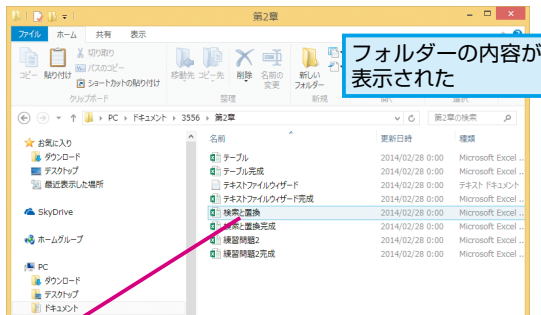 第2章
ファイル ホーム 共有 表示
コピー 貼り付け 切り取り パスのコピー ショートカットの貼り付け
移動先 コピー先 削除 名前の変更 新しいフォルダー
クリップボード 整理 新規 開く 選択
フォルダーの内容が
表示された
PC ▸ ドキュメント ▸ 3556 ▸ 第2章 第2章の検索
名前 更新日時 種類
お気に入り
ダウンロード
デスクトップ
最近表示した場所
SkyDrive
ホームグループ
PC
ダウンロード
デスクトップ
ドキュメント
テーブル 2014/02/28 0:00 Microsoft Excel ..
テーブル完成 2014/02/28 0:00 Microsoft Excel ..
テキストファイルウィザード 2014/02/28 0:00 テキスト ドキュメント
テキストファイルウィザード完成 2014/02/28 0:00 Microsoft Excel ..
検索と置換 2014/02/28 0:00 Microsoft Excel ..
検索と置換完成 2014/02/28 0:00 Microsoft Excel ..
練習問題2 2014/02/28 0:00 Microsoft Excel ..
練習問題2完成 2014/02/28 0:00 Microsoft Excel ..